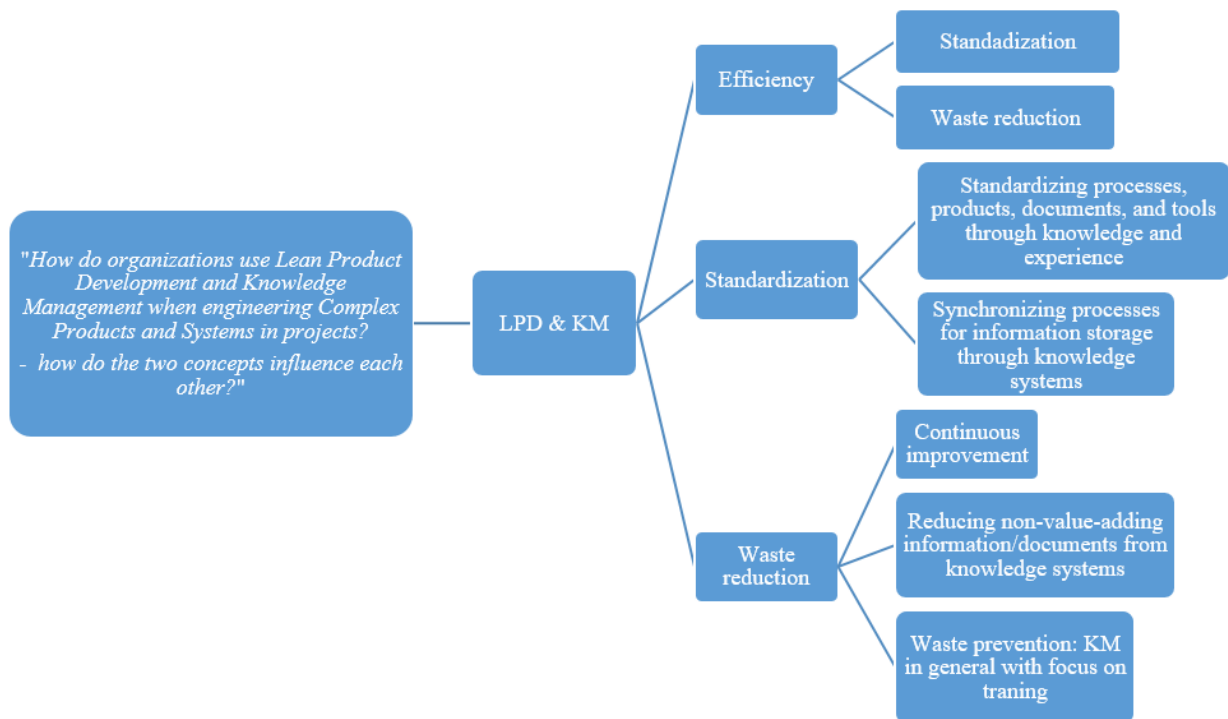 "How do organizations use Lean Product
Development and Knowledge
Management when engineering Complex
Products and Systems in projects?
- how do the two concepts influence each
other?"
LPD & KM
Efficiency
Standadization
Waste reduction
Standardization
Standardizing processes,
products, documents, and tools
through knowledge and
experience
Synchronizing processes
for information storage
through knowledge
systems
Waste
reduction
Continuous
improvement
Reducing non-value-adding
information/documents from
knowledge systems
Waste prevention: KM
in general with focus on
traning